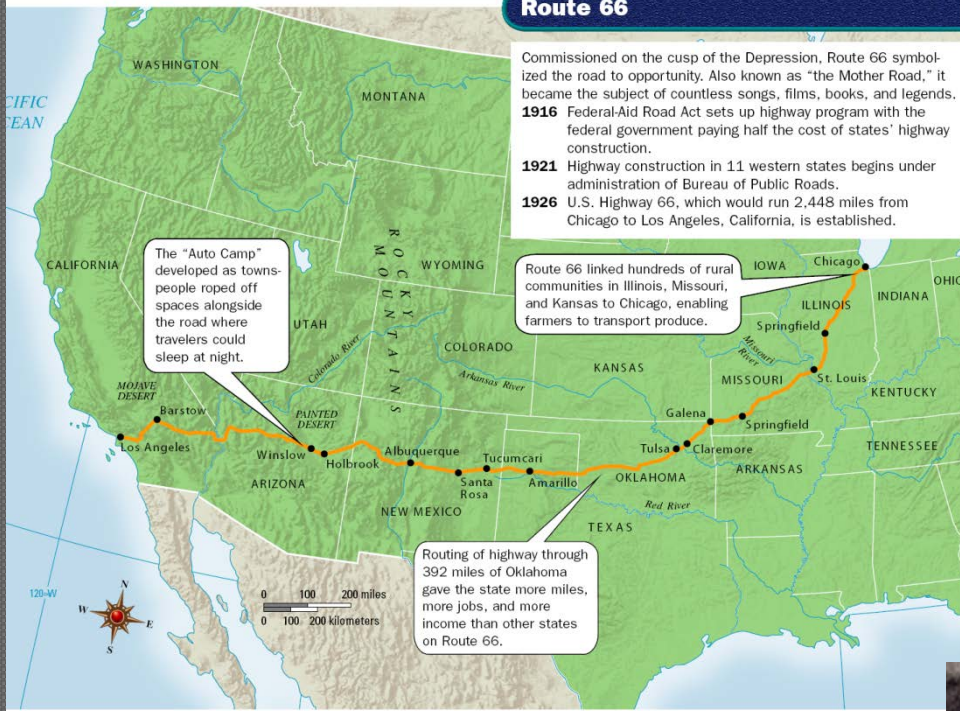 Route 66
Commissioned on the cusp of the Depression, Route 66 symbol-
ized the road to opportunity. Also known as “the Mother Road,” it
became the subject of countless songs, films, books, and legends.
1916 Federal-Aid Road Act sets up highway program with the
federal government paying half the cost of states’ highway
construction.
1921 Highway construction in 11 western states begins under
administration of Bureau of Public Roads.
1926 U.S. Highway 66, which would run 2,448 miles from
Chicago to Los Angeles, California, is established.
WASHINGTON
MONTANA
CIFIC
EAN
CALIFORNIA
The “Auto Camp”
developed as towns-
people roped off
spaces alongside
the road where
travelers could
sleep at night.
ROCKY
MOUNTAINS
WYOMING
Route 66 linked hundreds of rural
communities in Illinois, Missouri,
and Kansas to Chicago, enabling
farmers to transport produce.
IOWA
Chicago
OHIO
INDIANA
ILLINOIS
Springfield
UTAH
Colorado River
COLORADO
Arkansas River
KANSAS
Missouri
River
MISSOURI
St. Louis
KENTUCKY
MOJAVE
DESERT
Barstow
Los Angeles
PAINTED
DESERT
Winslow
Holbrook
ARIZONA
Albuquerque
Santa
Rosa
Tucumcari
Amarillo
NEW MEXICO
Galena
Springfield
Tulsa
Claremore
OKLAHOMA
ARKANSAS
TENNESSEE
Red River
TEXAS
Routing of highway through
392 miles of Oklahoma
gave the state more miles,
more jobs, and more
income than other states
on Route 66.
120°W
N
W
E
S
0 100 200 miles
0 100 200 kilometers